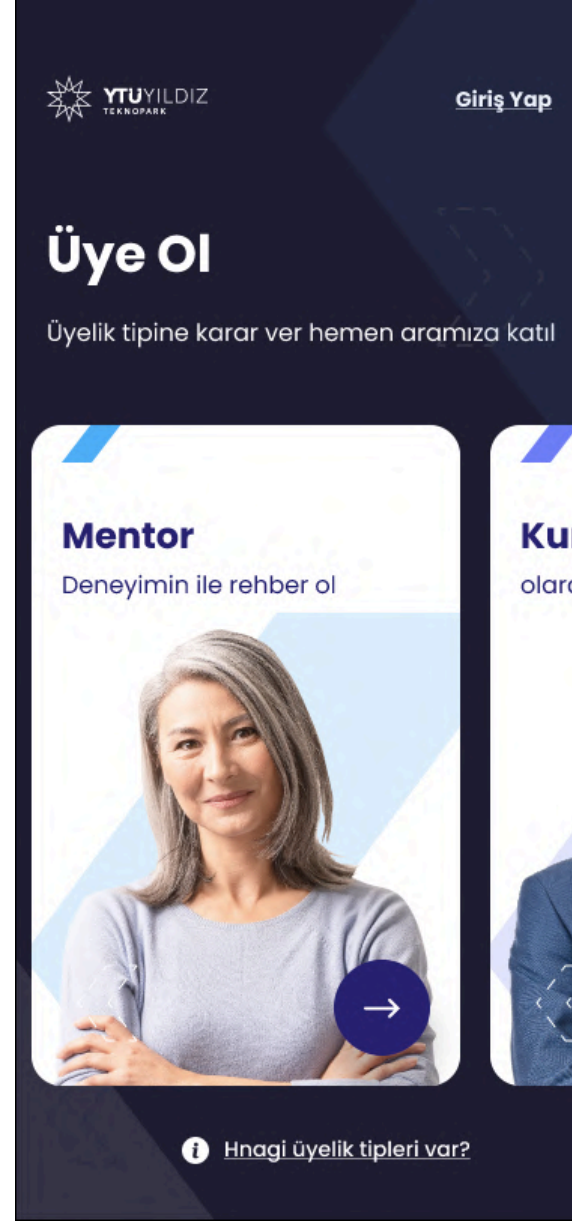 YTÜYILDIZ
TEKNOPARK
Giriş Yap
Üye Ol
Üyelik tipine karar ver hemen aramıza katıl
Mentor
Deneyimin ile rehber ol
Hnagi üyelik tipleri var?